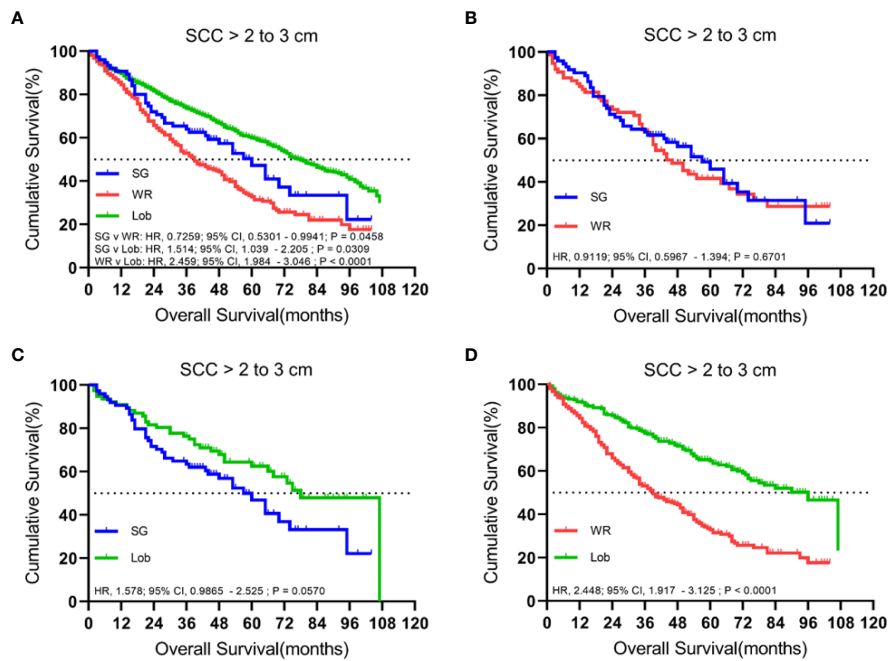 A
SCC > 2 to 3 cm
Cumulative Survival(%)
100
80
60
40
20
0
SG
WR
Lob
SG v WR: HR, 0.7259; 95% CI, 0.5301 - 0.9941; P = 0.0458
SG v Lob: HR, 1.514; 95% CI, 1.039 - 2.205 ; P = 0.0309
WR v Lob: HR, 2.459; 95% CI, 1.984 - 3.046 ; P < 0.0001
0 12 24 36 48 60 72 84 96 108 120
Overall Survival(months)
B
SCC > 2 to 3 cm
Cumulative Survival(%)
100
80
60
40
20
0
SG
WR
HR, 0.9119; 95% CI, 0.5967 - 1.394; P = 0.6701
0 12 24 36 48 60 72 84 96 108 120
Overall Survival(months)
C
SCC > 2 to 3 cm
Cumulative Survival(%)
100
80
60
40
20
0
SG
Lob
HR, 1.578; 95% CI, 0.9865 - 2.525 ; P = 0.0570
0 12 24 36 48 60 72 84 96 108 120
Overall Survival(months)
D
SCC > 2 to 3 cm
Cumulative Survival(%)
100
80
60
40
20
0
WR
Lob
HR, 2.448; 95% CI, 1.917 - 3.125; P < 0.0001
0 12 24 36 48 60 72 84 96 108 120
Overall Survival(months)